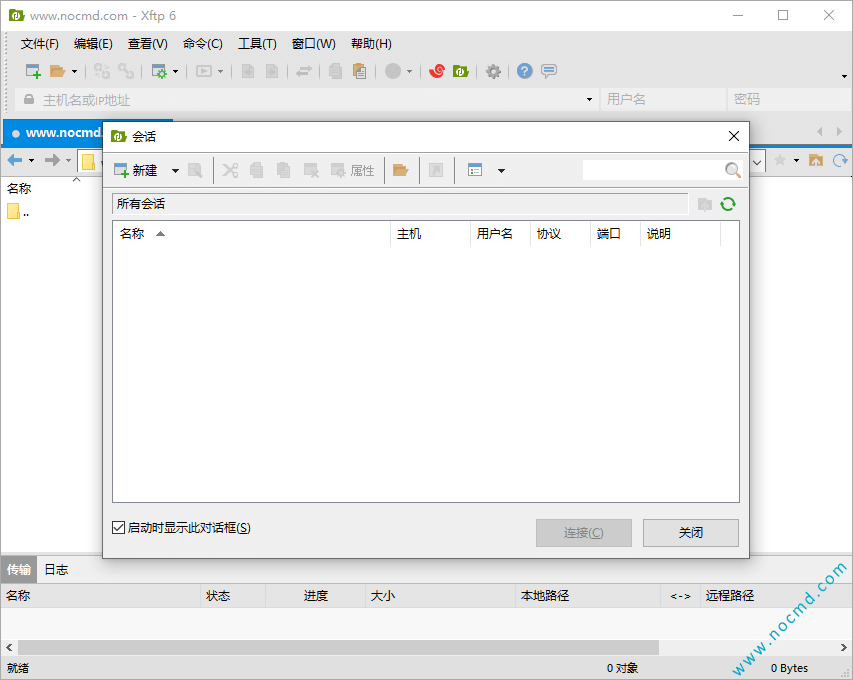 www.nocmd.com - Xftp 6
文件(F) 编辑(E) 查看(V) 命令(C) 工具(T) 窗口(W) 帮助(H)
主机名或IP地址 用户名 密码
www.nocmd.
会话
新建 属性
所有会话
名称 主机 用户名 协议 端口 说明
名称
..
启动时显示此对话框(S) 连接(C) 关闭
传输 日志
名称 状态 进度 大小 本地路径 <-> 远程路径
就绪 0 对象 0 Bytes
www.nocmd.com